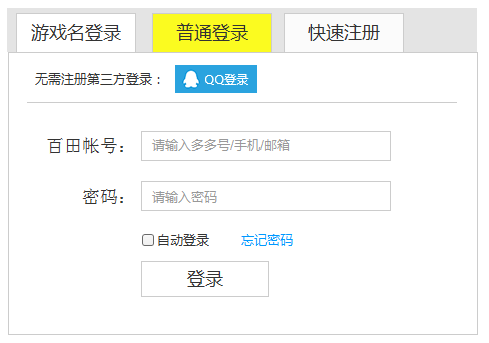 游戏名登录 普通登录 快速注册
无需注册第三方登录： QQ登录
百田帐号： 请输入多多号/手机/邮箱
密码： 请输入密码
自动登录 忘记密码
登录